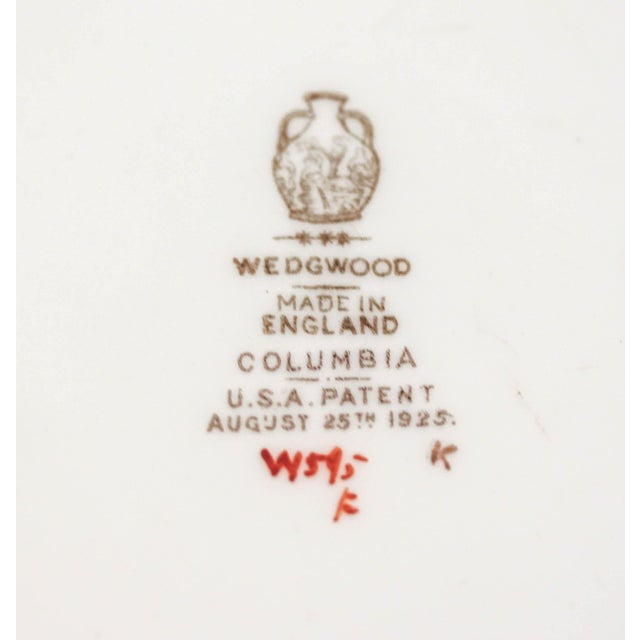 WEDGWOOD
MADE IN
ENGLAND
COLUMBIA
U.S.A. PATENT
AUGUST 25TH 1925.
W595 K
K